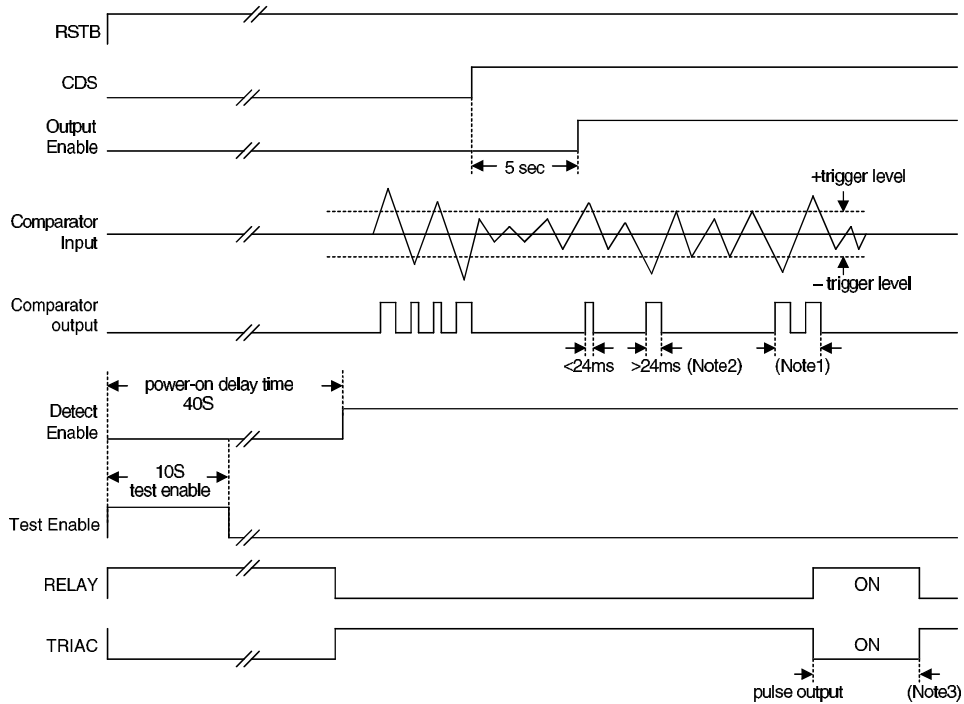 RSTB
CDS
Output
Enable
5 sec
+trigger level
Comparator
Input
– trigger level
Comparator
output
<24ms >24ms (Note2) (Note1)
power-on delay time
40S
Detect
Enable
10S
test enable
Test Enable
RELAY
ON
TRIAC
ON
pulse output (Note3)